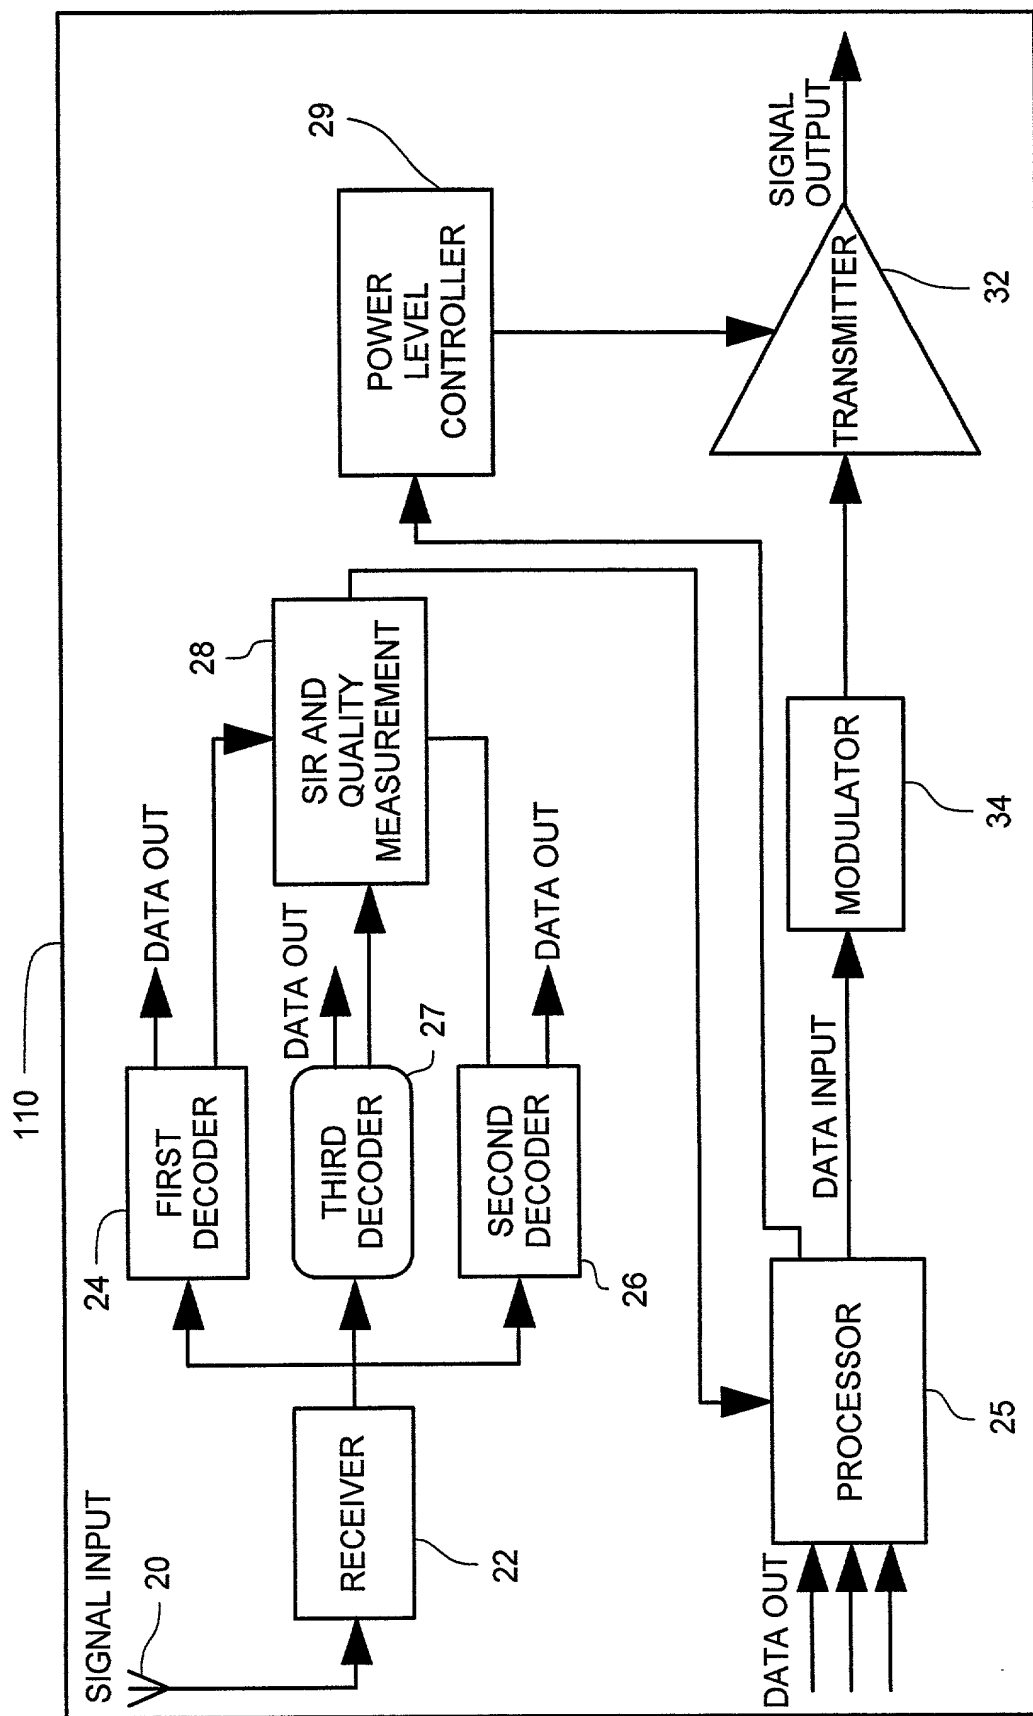 110
SIGNAL INPUT
20
RECEIVER
22
24
FIRST
DECODER
DATA OUT
THIRD
DECODER
27
DATA OUT
SECOND
DECODER
26
DATA OUT
28
SIR AND
QUALITY
MEASUREMENT
29
POWER
LEVEL
CONTROLLER
DATA OUT
PROCESSOR
25
DATA INPUT
MODULATOR
34
TRANSMITTER
32
SIGNAL
OUTPUT